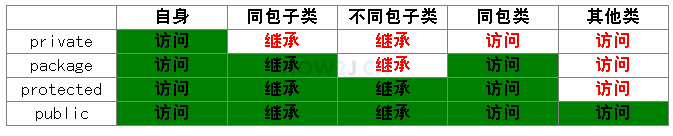 自身 同包子类 不同包子类 同包类 其他类
private 访问 继承 继承 访问 访问
package 访问 继承 继承 访问 访问
protected 访问 继承 继承 访问 访问
public 访问 继承 继承 访问 访问